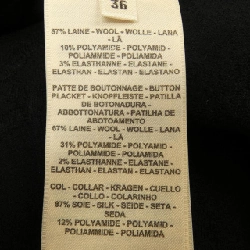 36
87% LAINE - WOOL - WOLLE - LANA
- LÃ
10% POLYAMIDE - POLYAMID -
POLIAMMIDE - POLIAMIDA
3% ELASTHANNE - ELASTANE -
ELASTHAN - ELASTAN - ELASTANO
PATTE DE BOUTONNAGE - BUTTON
PLACKET - KNOPFLEISTE - PATILLA
DE BOTONADURA -
ABBOTTONATURA - PATILHA DE
ABOTOAMENTO
67% LAINE - WOOL - WOLLE - LANA
- LÃ
31% POLYAMIDE - POLYAMID -
POLIAMMIDE - POLIAMIDA
2% ELASTHANNE - ELASTANE -
ELASTHAN - ELASTAN - ELASTANO
COL - COLLAR - KRAGEN - CUELLO
- COLLO - COLARINHO
SOIE - SILK - SEIDE - SETA -
SEDA
12% POLYAMIDE - POLYAMID -
POLIAMMIDE - POLIAMIDA